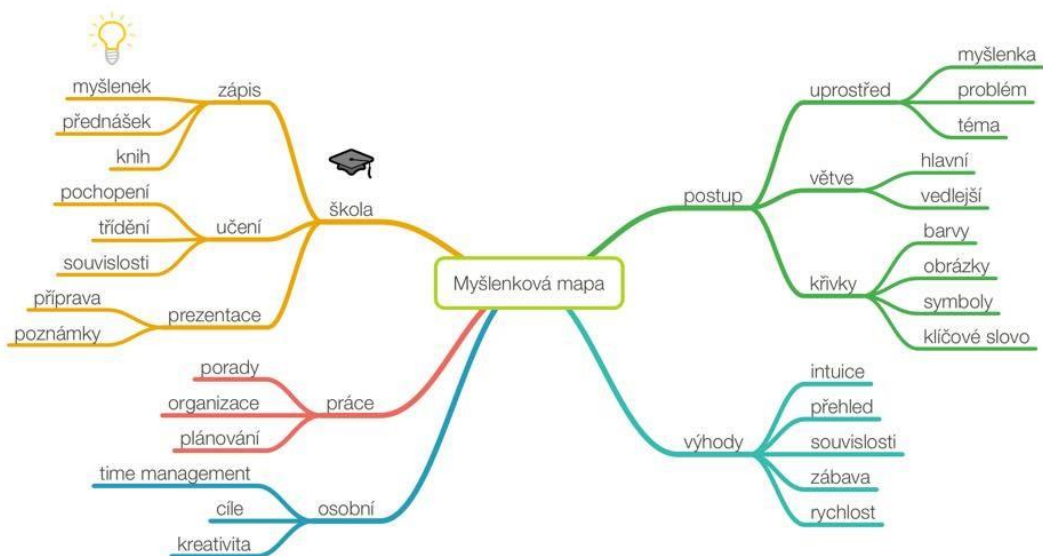 Myšlenková mapa
škola
zápis
myšlenek
přednášek
knih
učení
pochopení
třídění
souvislosti
prezentace
příprava
poznámky
práce
porady
organizace
plánování
osobní
time management
cíle
kreativita
postup
uprostřed
myšlenka
problém
téma
větve
hlavní
vedlejší
křivky
barvy
obrázky
symboly
klíčové slovo
výhody
intuice
přehled
souvislosti
zábava
rychlost